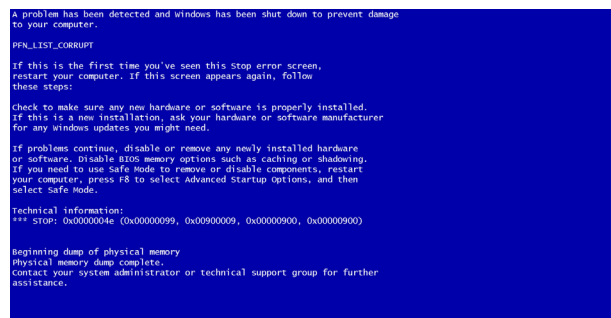 A problem has been detected and Windows has been shut down to prevent damage
to your computer.
PFN_LIST_CORRUPT
If this is the first time you've seen this Stop error screen,
restart your computer. If this screen appears again, follow
these steps:
Check to make sure any new hardware or software is properly installed.
If this is a new installation, ask your hardware or software manufacturer
for any Windows updates you might need.
If problems continue, disable or remove any newly installed hardware
or software. Disable BIOS memory options such as caching or shadowing.
If you need to use Safe Mode to remove or disable components, restart
your computer, press F8 to select Advanced Startup Options, and then
select Safe Mode.
Technical information:
*** STOP: 0x0000004e (0x00000099, 0x00900009, 0x00000900, 0x00000900)
Beginning dump of physical memory
Physical memory dump complete.
Contact your system administrator or technical support group for further
assistance.